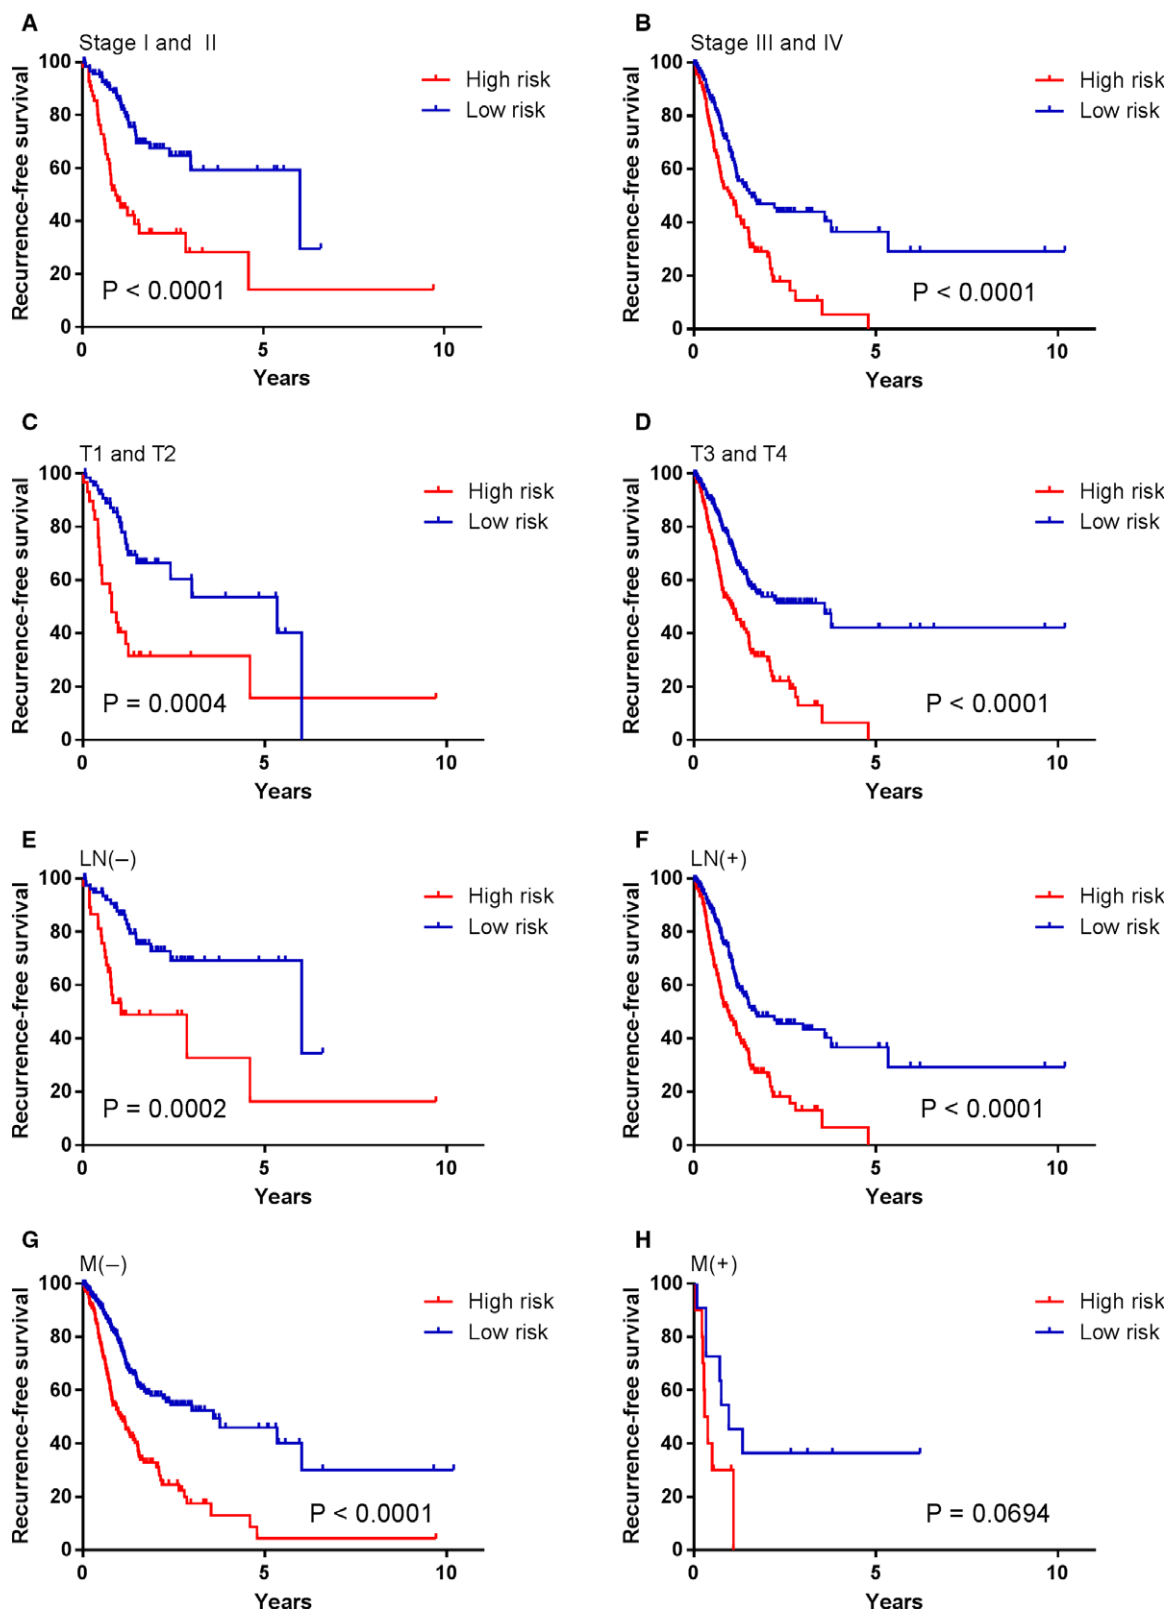 A
Stage I and II
Recurrence-free survival
100
80
60
40
20
0
0
5
10
Years
High risk
Low risk
P < 0.0001
B
Stage III and IV
Recurrence-free survival
100
80
60
40
20
0
0
5
10
Years
High risk
Low risk
P < 0.0001
C
T1 and T2
Recurrence-free survival
100
80
60
40
20
0
0
5
10
Years
High risk
Low risk
P = 0.0004
D
T3 and T4
Recurrence-free survival
100
80
60
40
20
0
0
5
10
Years
High risk
Low risk
P < 0.0001
E
LN(–)
Recurrence-free survival
100
80
60
40
20
0
0
5
10
Years
High risk
Low risk
P = 0.0002
F
LN(+)
Recurrence-free survival
100
80
60
40
20
0
0
5
10
Years
High risk
Low risk
P < 0.0001
G
M(–)
Recurrence-free survival
100
80
60
40
20
0
0
5
10
Years
High risk
Low risk
P < 0.0001
H
M(+)
Recurrence-free survival
100
80
60
40
20
0
0
5
10
Years
High risk
Low risk
P = 0.0694